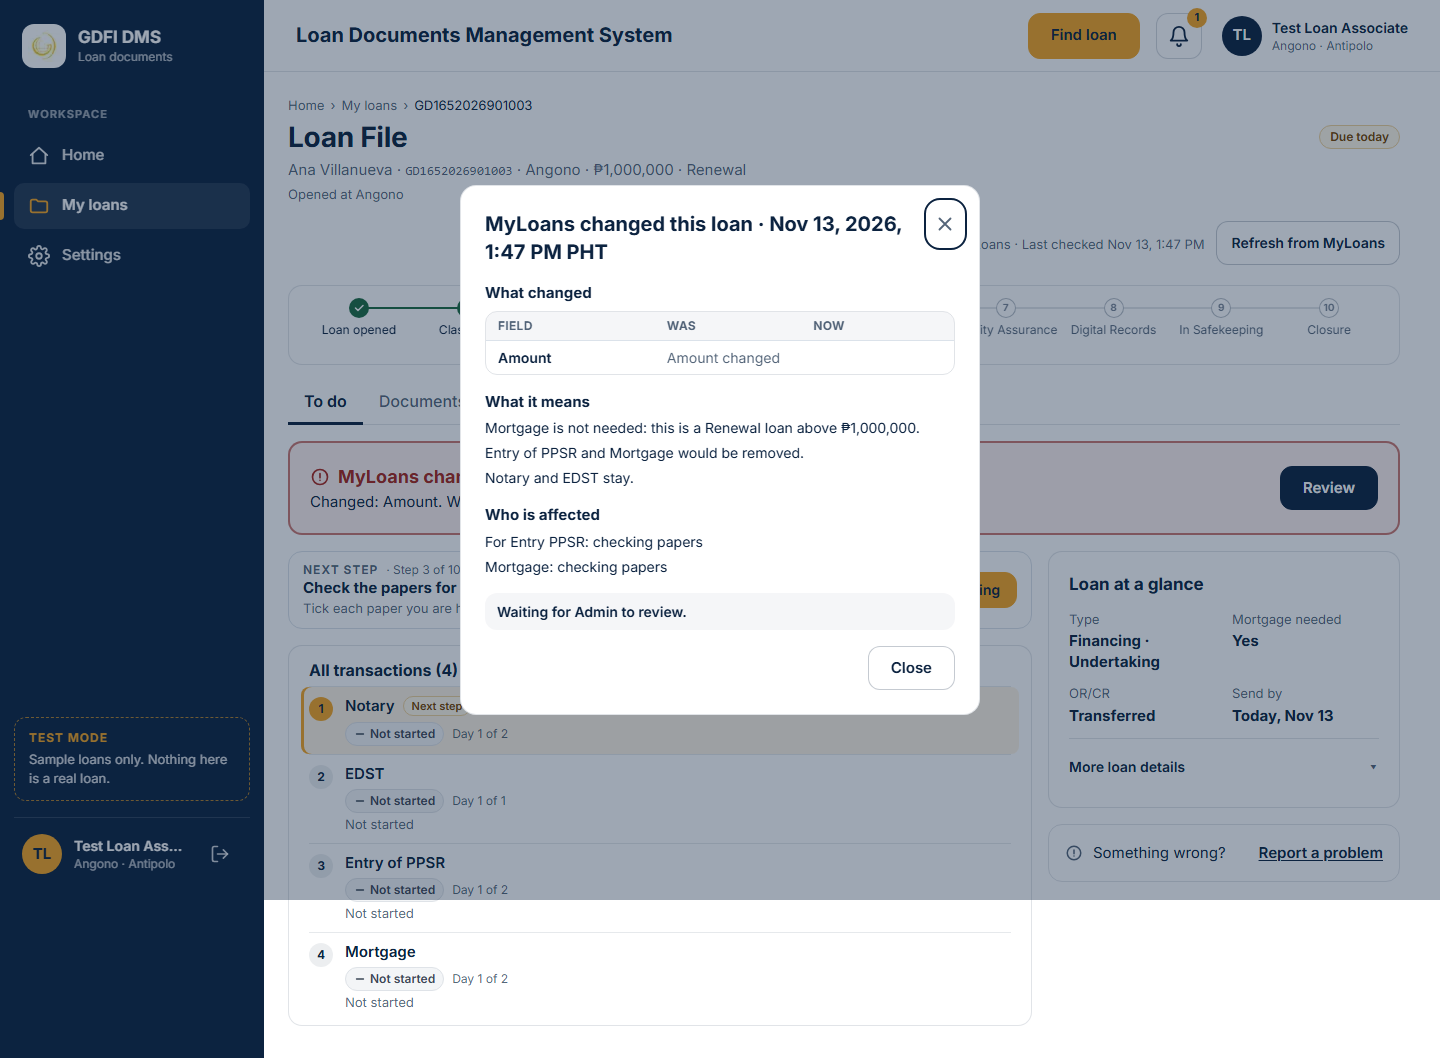 GDFI DMS
Loan documents
WORKSPACE
Home
My loans
Settings
TEST MODE
Sample loans only. Nothing here
is a real loan.
TL
Test Loan Ass...
Angono · Antipolo
Loan Documents Management System
Find loan
1
TL
Test Loan Associate
Angono · Antipolo
Home › My loans › GD1652026901003
Loan File
Due today
Ana Villanueva · GD1652026901003 · Angono · ₱1,000,000 · Renewal
Opened at Angono
oans · Last checked Nov 13, 1:47 PM
Refresh from MyLoans
Loan opened
Clas
7
ity Assurance
8
Digital Records
9
In Safekeeping
10
Closure
To do
Documents
MyLoans chan
Changed: Amount. W
Review
NEXT STEP · Step 3 of 10
Check the papers for
Tick each paper you are h
ing
All transactions (4)
1
Notary
Next step
– Not started
Day 1 of 2
2
EDST
– Not started
Day 1 of 1
Not started
3
Entry of PPSR
– Not started
Day 1 of 2
Not started
4
Mortgage
– Not started
Day 1 of 2
Not started
Loan at a glance
Type
Financing ·
Undertaking
Mortgage needed
Yes
OR/CR
Transferred
Send by
Today, Nov 13
More loan details
Something wrong?
Report a problem
MyLoans changed this loan · Nov 13, 2026,
1:47 PM PHT
What changed
FIELD WAS NOW
Amount Amount changed
What it means
Mortgage is not needed: this is a Renewal loan above ₱1,000,000.
Entry of PPSR and Mortgage would be removed.
Notary and EDST stay.
Who is affected
For Entry PPSR: checking papers
Mortgage: checking papers
Waiting for Admin to review.
Close